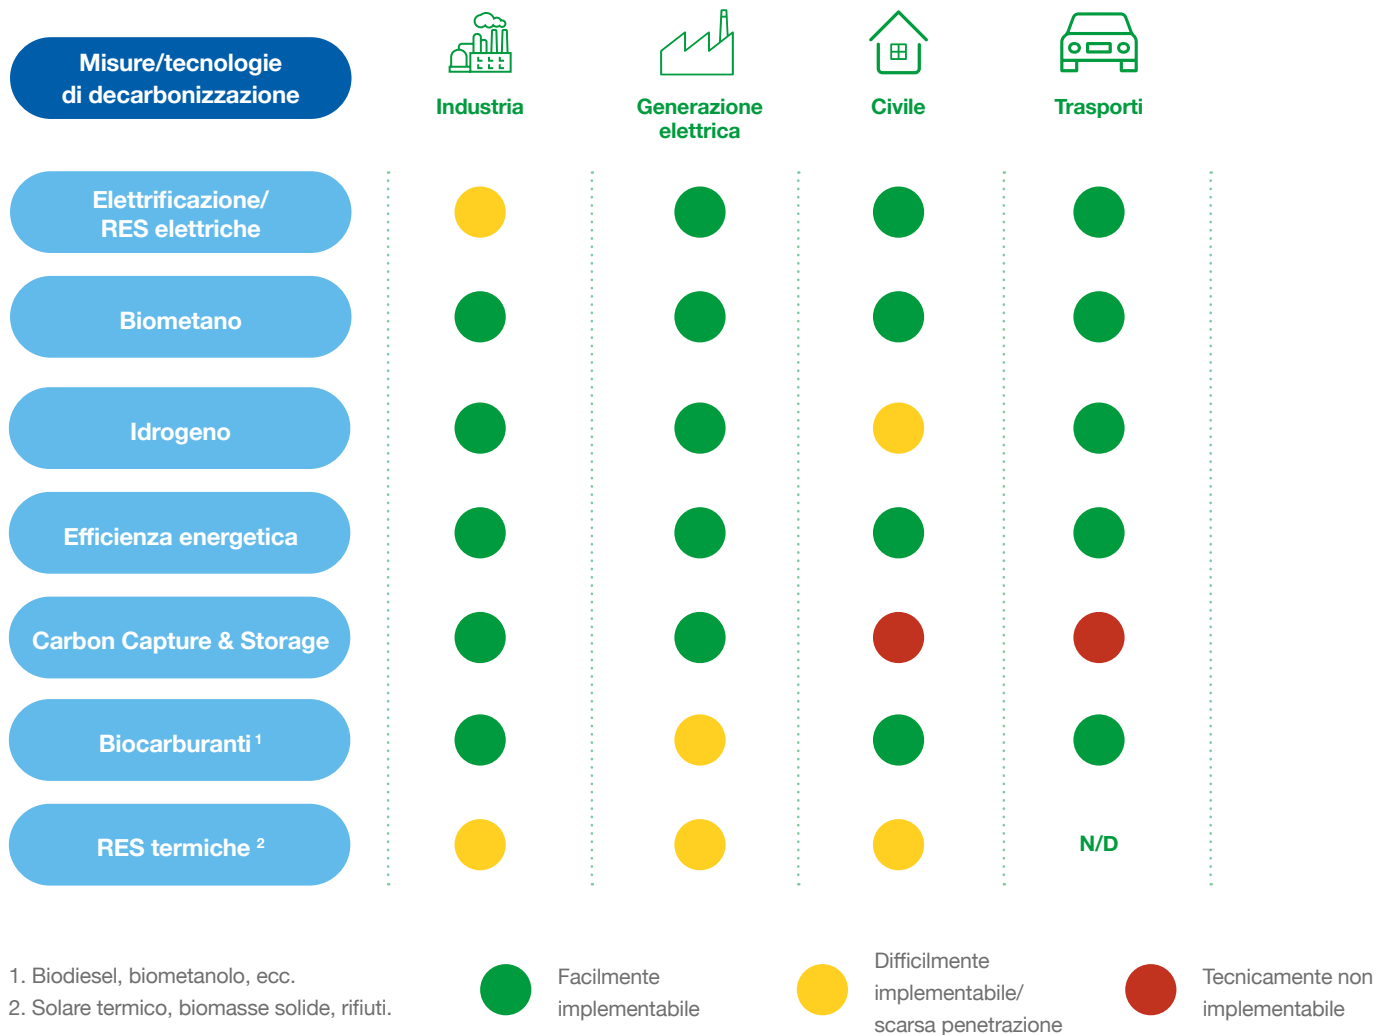 Misure/tecnologie
di decarbonizzazione
Industria
Generazione
elettrica
Civile
Trasporti
Elettrificazione/
RES elettriche
Biometano
Idrogeno
Efficienza energetica
Carbon Capture & Storage
Biocarburanti 1
RES termiche 2
N/D
1. Biodiesel, biometanolo, ecc.
2. Solare termico, biomasse solide, rifiuti.
Facilmente
implementabile
Difficilmente
implementabile/
scarsa penetrazione
Tecnicamente non
implementabile